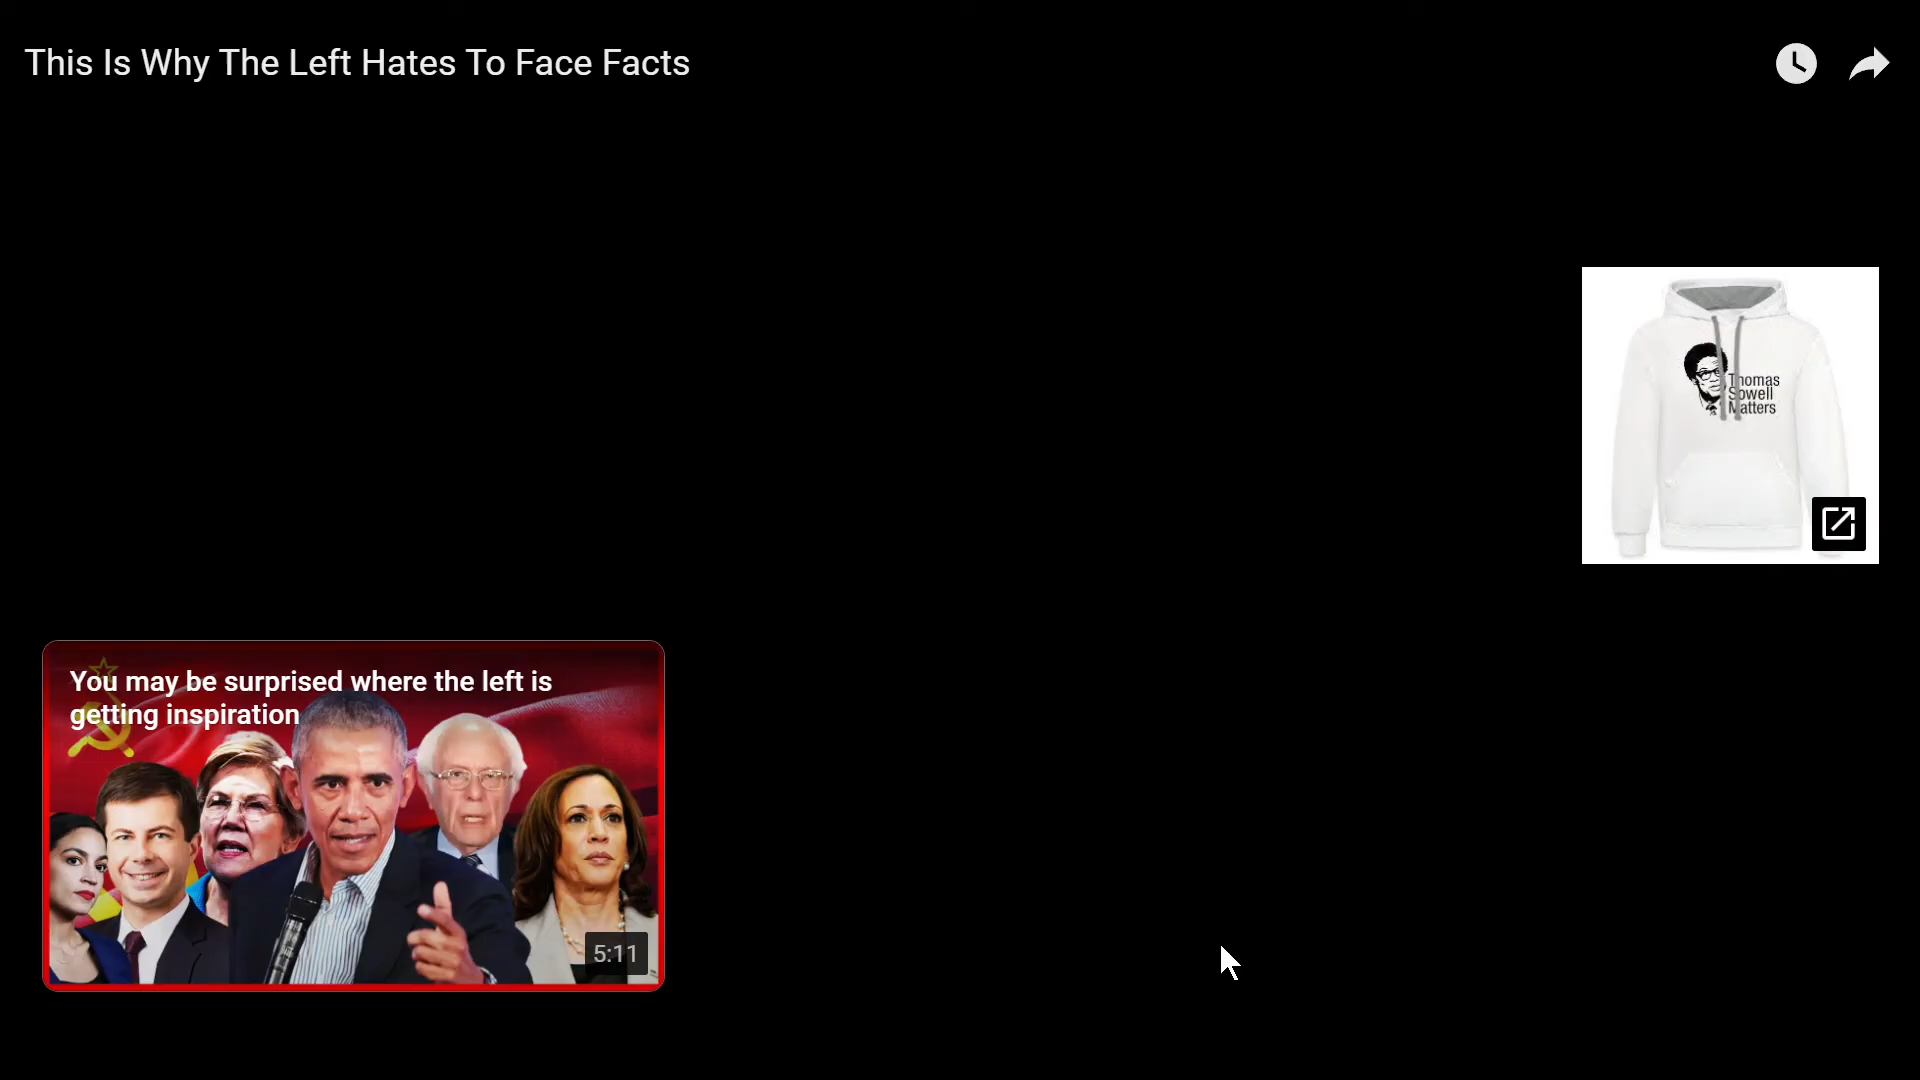 This Is Why The Left Hates To Face Facts
Thomas
Sowell
Matters
You may be surprised where the left is
getting inspiration
5:11